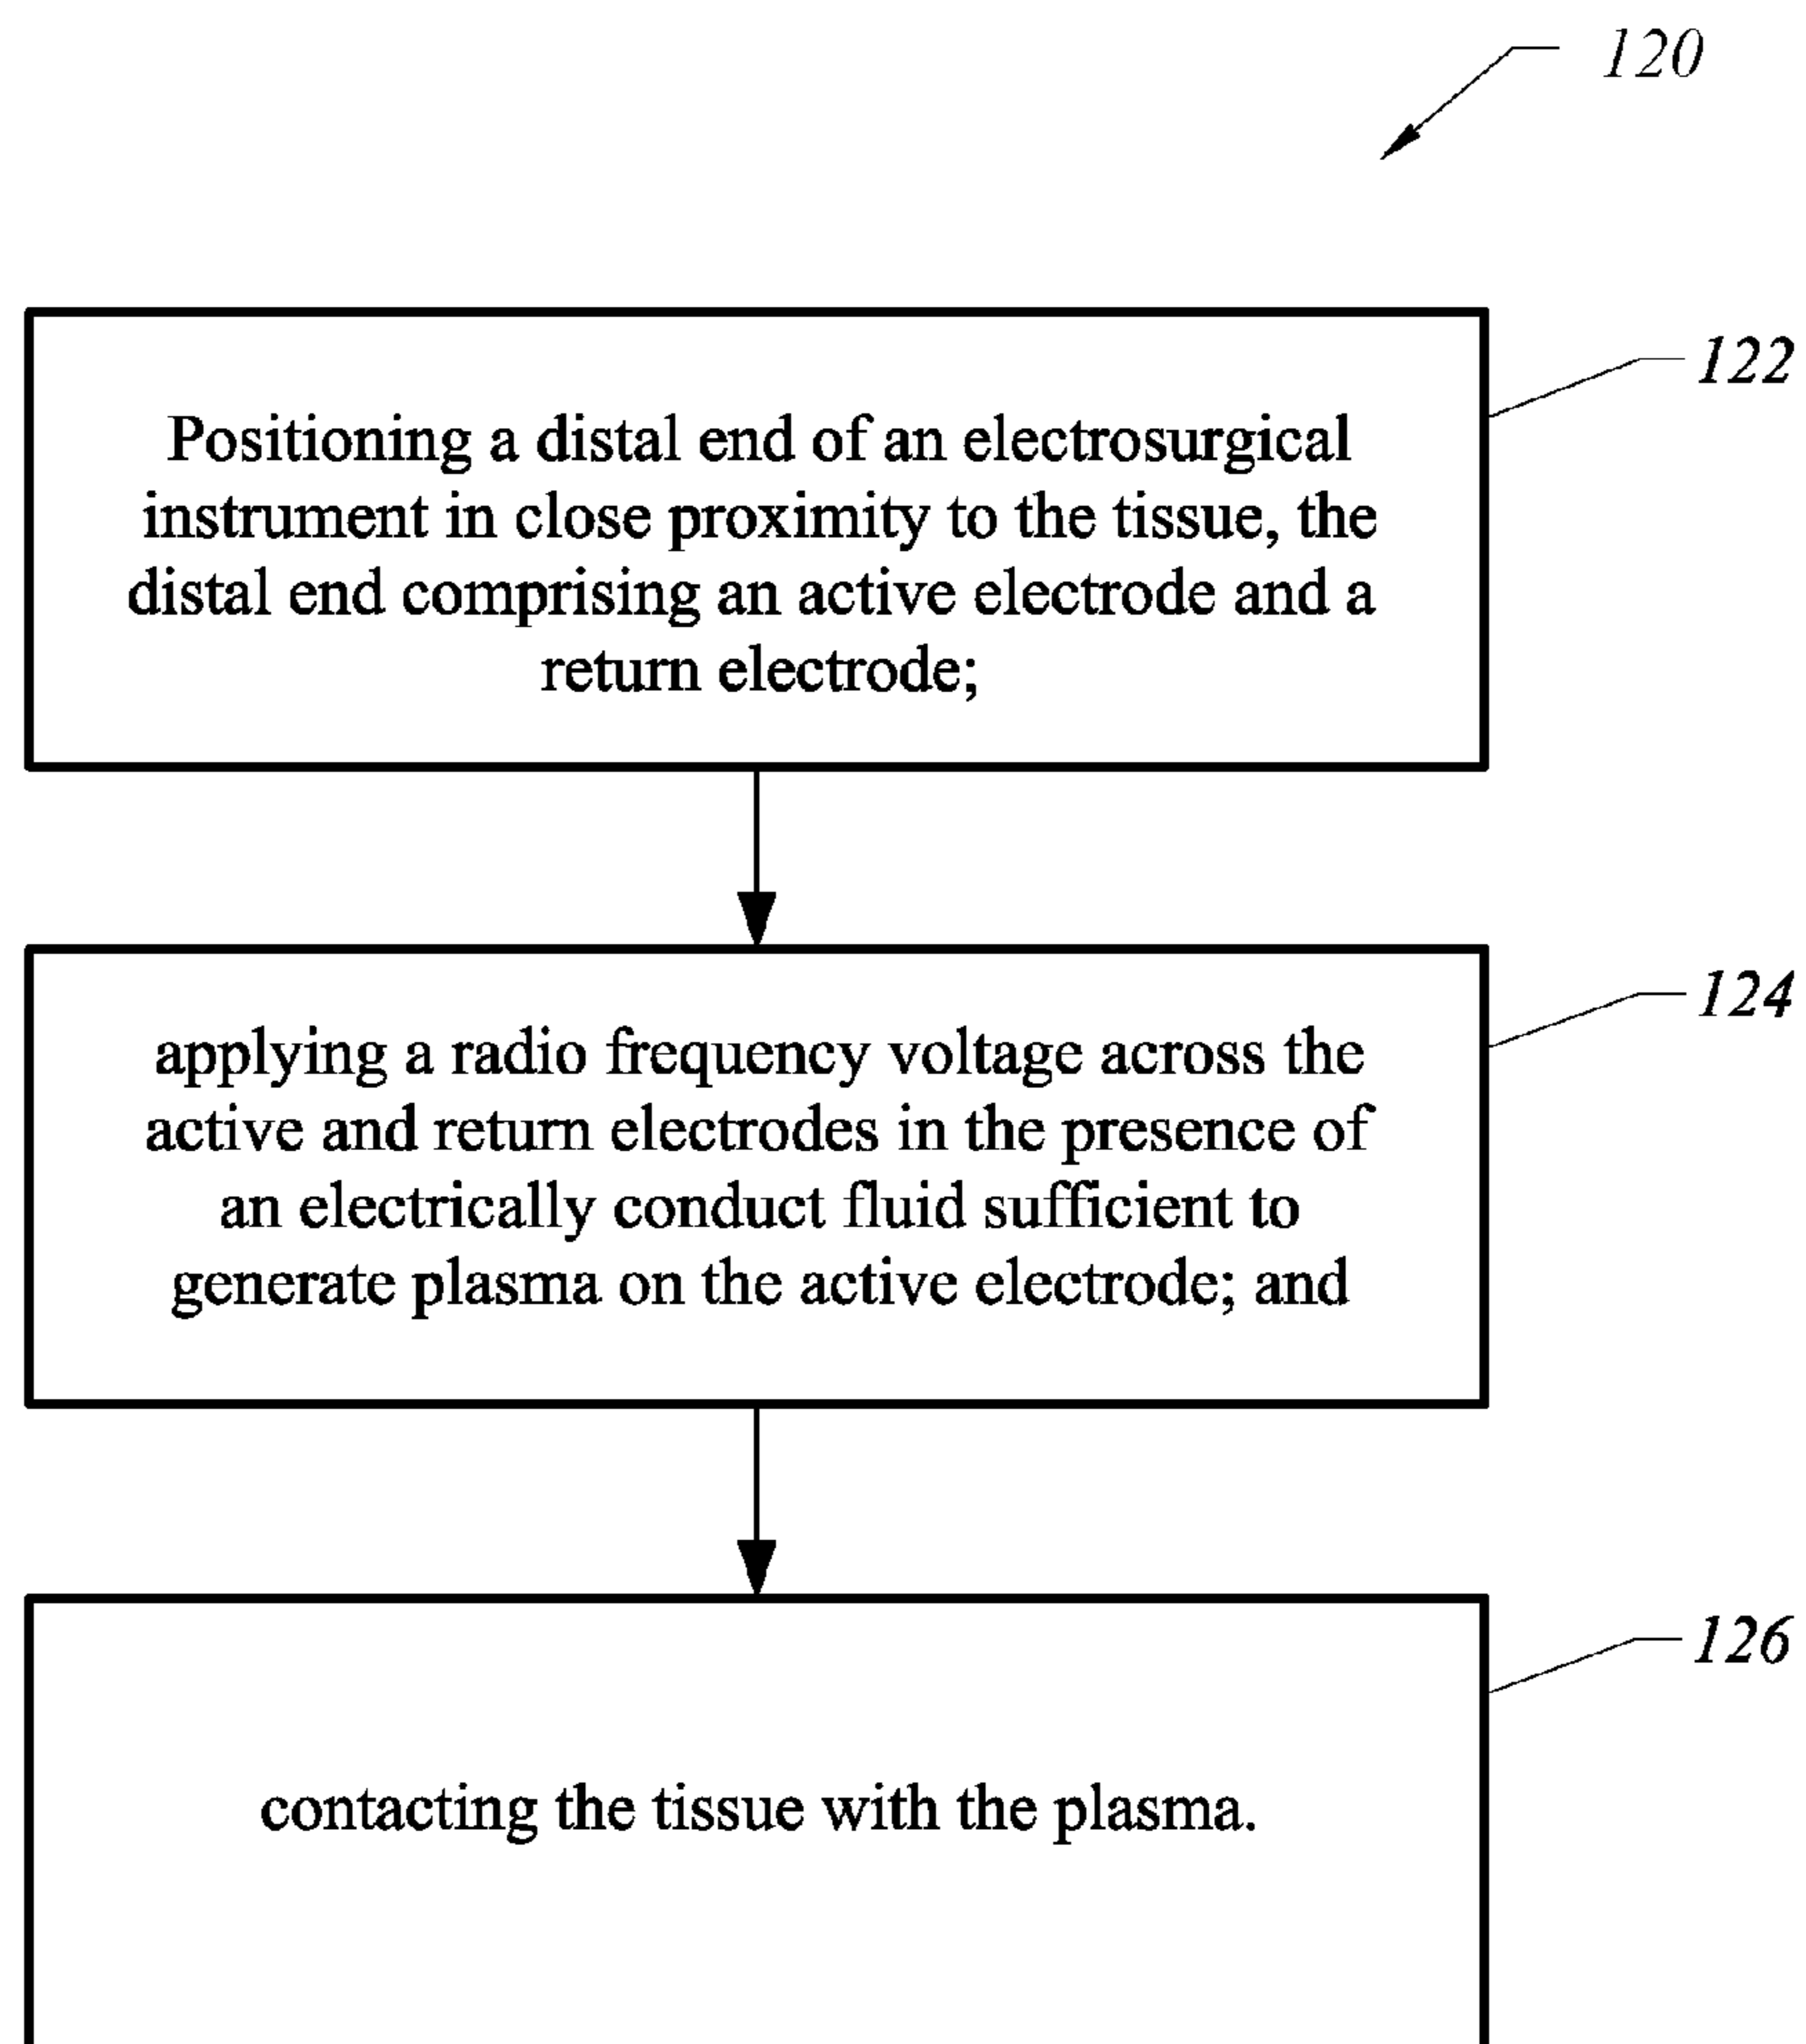 120
122
Positioning a distal end of an electrosurgical
instrument in close proximity to the tissue, the
distal end comprising an active electrode and a
return electrode;
124
applying a radio frequency voltage across the
active and return electrodes in the presence of
an electrically conduct fluid sufficient to
generate plasma on the active electrode; and
126
contacting the tissue with the plasma.